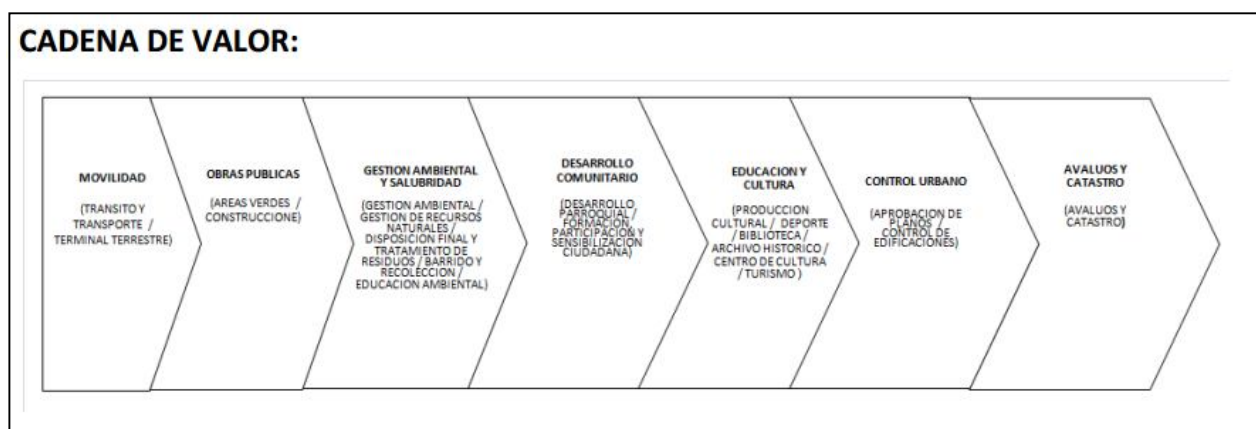 CADENA DE VALOR:
MOVILIDAD
(TRANSITO Y
TRANSPORTE /
TERMINAL TERRESTRE)
OBRAS PUBLICAS
(AREAS VERDES /
CONSTRUCCIONE)
GESTION AMBIENTAL
Y SALUBRIDAD
(GESTION AMBIENTAL /
GESTION DE RECURSOS
NATURALES /
DISPOSICION FINAL Y
TRATAMIENTO DE
RESIDUOS / BARRIDO Y
RECOLECCION /
EDUCACION AMBIENTAL)
DESARROLLO
COMUNITARIO
(DESARROLLO
PARROQUIAL /
FORMACION,
PARTICIPACION Y
SENSIBILIZACION
CIUDADANA)
EDUCACION Y
CULTURA
(PRODUCCION
CULTURAL / DEPORTE
/ BIBLIOTECA /
ARCHIVO HISTORICO /
CENTRO DE CULTURA
/ TURISMO )
CONTROL URBANO
(APROBACION DE
PLANOS /
CONTROL DE
EDIFICACIONES)
AVALUOS Y
CATASTRO
(AVALUOS Y
CATASTRO)